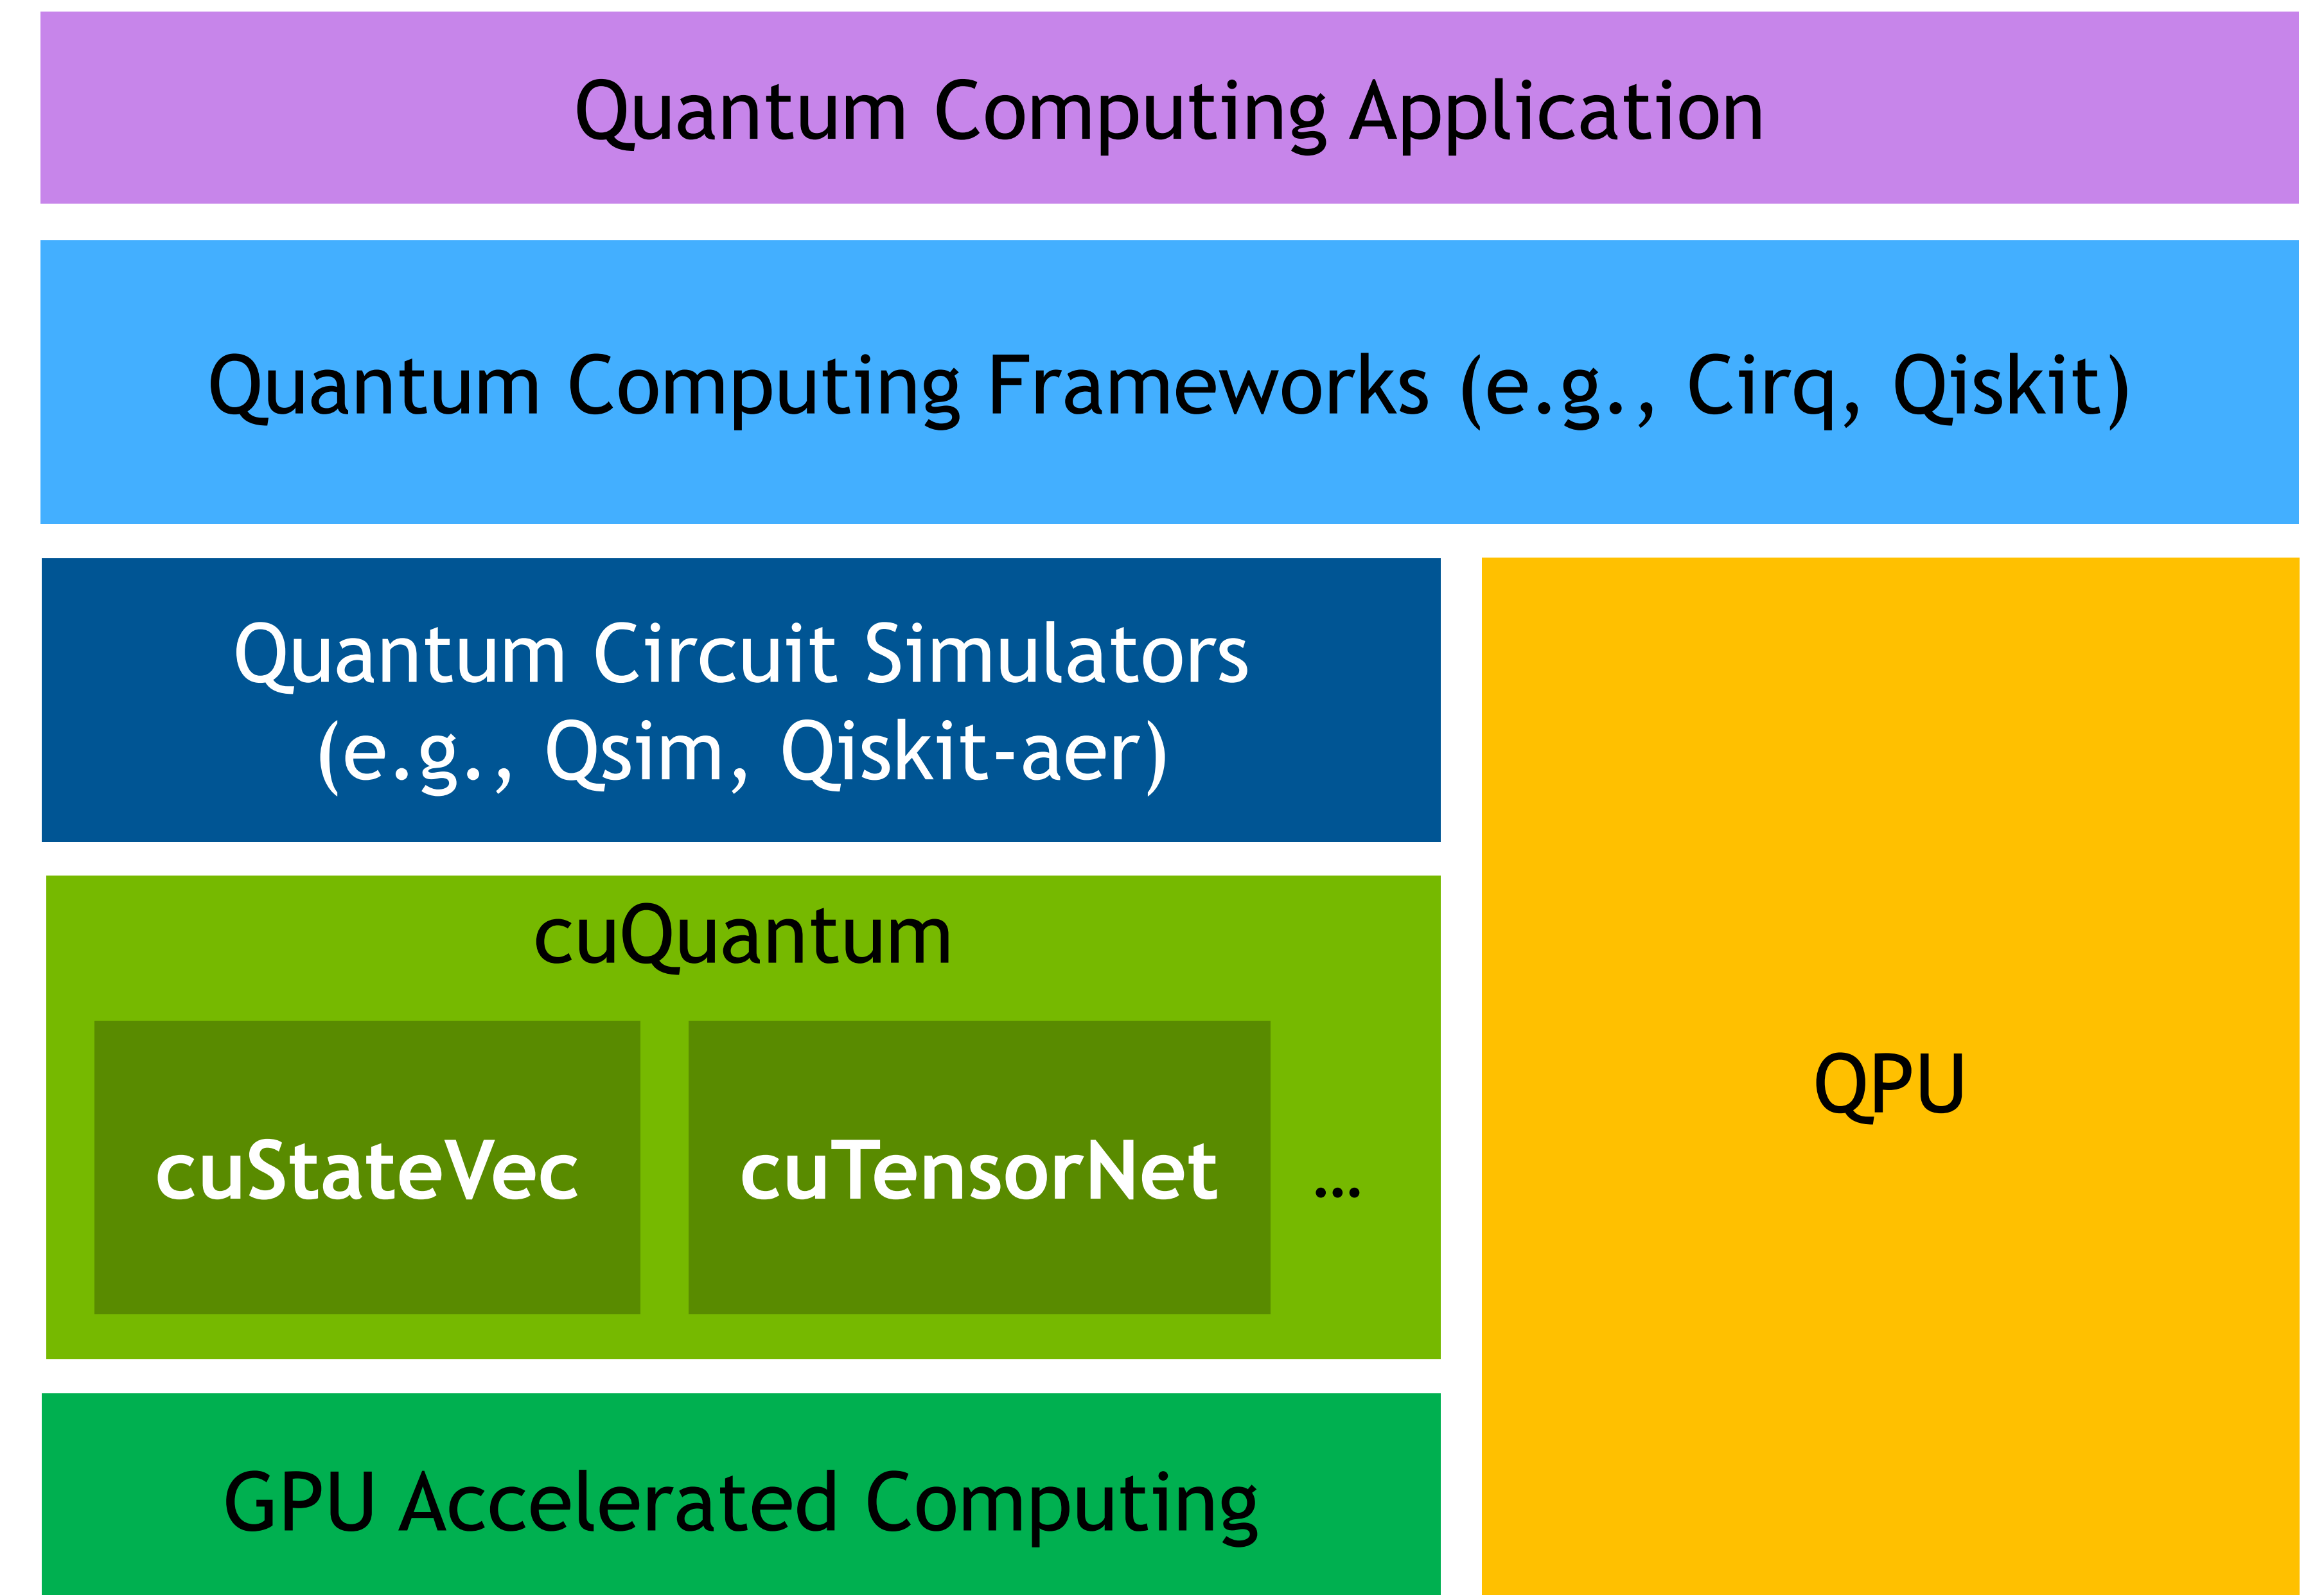 Quantum Computing Application
Quantum Computing Frameworks (e.g., Cirq, Qiskit)
Quantum Circuit Simulators
(e.g., Qsim, Qiskit-aer)
cuQuantum
cuStateVec
cuTensorNet
...
QPU
GPU Accelerated Computing